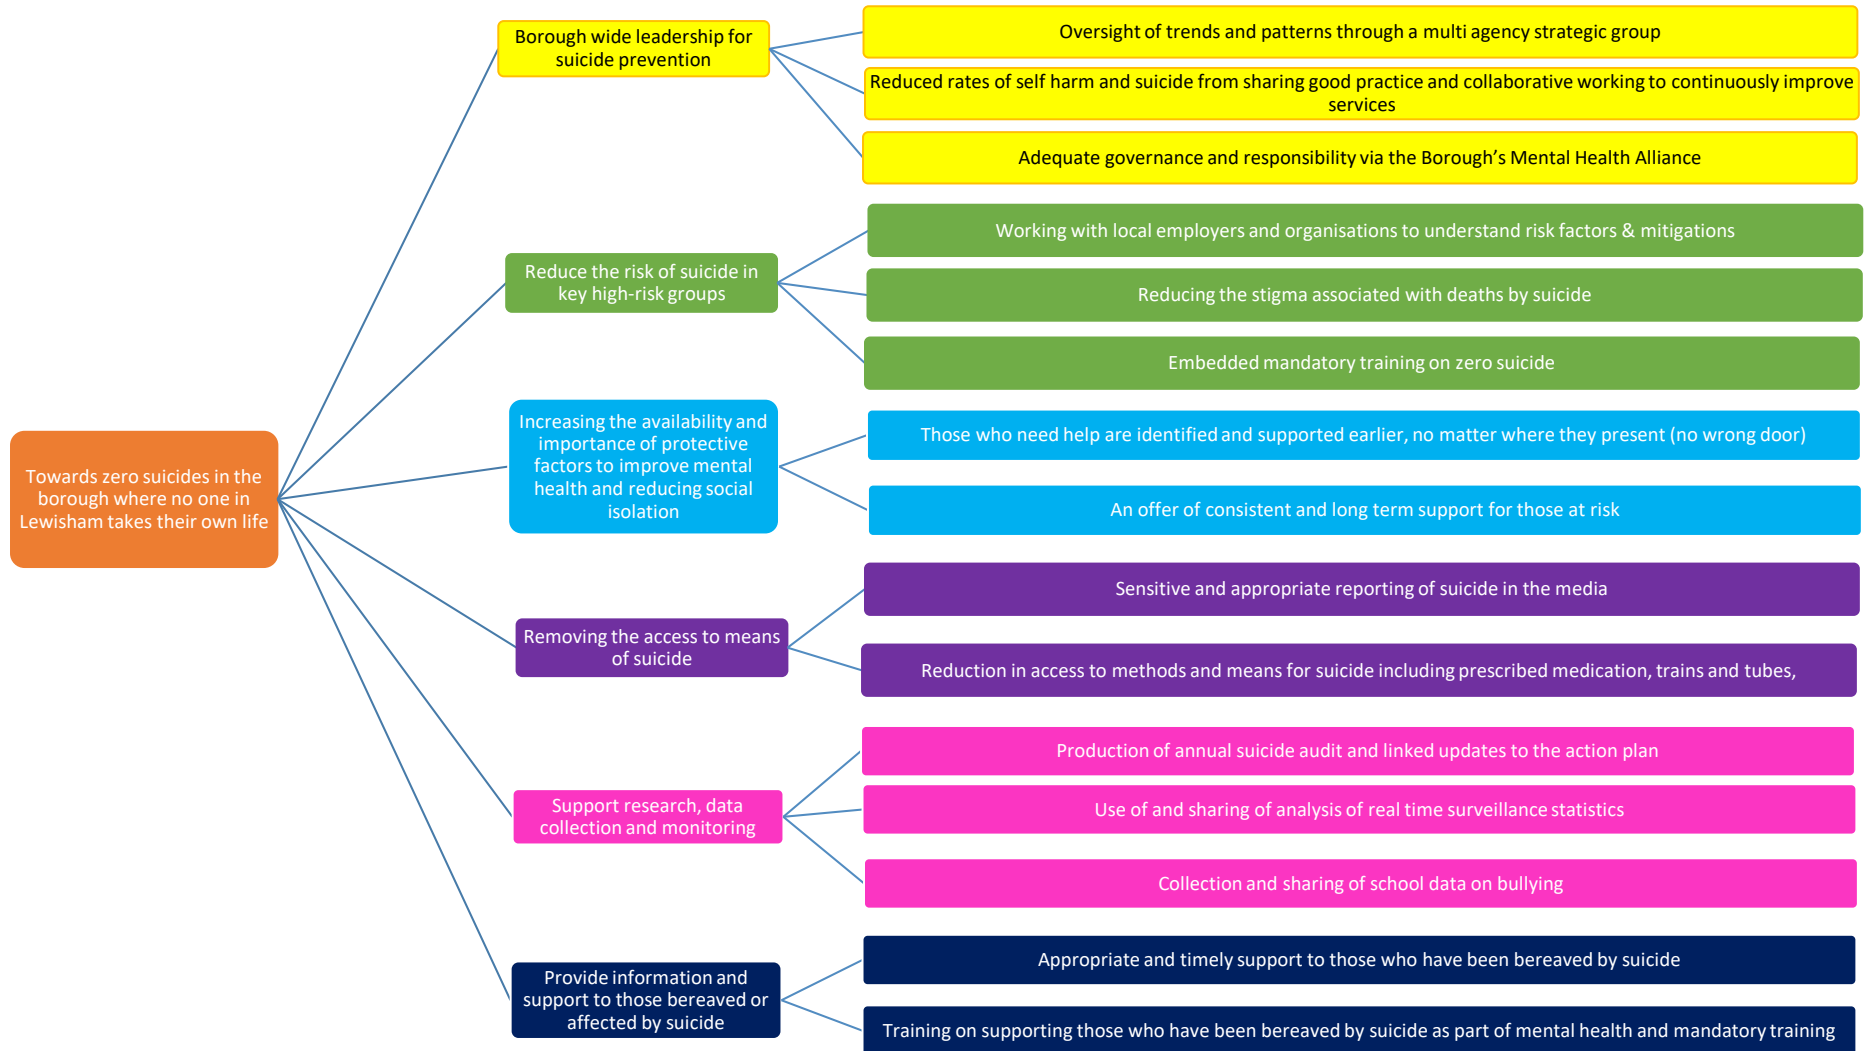 Towards zero suicides in the
borough where no one in
Lewisham takes their own life
Borough wide leadership for
suicide prevention
Oversight of trends and patterns through a multi agency strategic group
Reduced rates of self harm and suicide from sharing good practice and collaborative working to continuously improve
services
Adequate governance and responsibility via the Borough’s Mental Health Alliance
Reduce the risk of suicide in
key high-risk groups
Working with local employers and organisations to understand risk factors & mitigations
Reducing the stigma associated with deaths by suicide
Embedded mandatory training on zero suicide
Increasing the availability and
importance of protective
factors to improve mental
health and reducing social
isolation
Those who need help are identified and supported earlier, no matter where they present (no wrong door)
An offer of consistent and long term support for those at risk
Removing the access to means
of suicide
Sensitive and appropriate reporting of suicide in the media
Reduction in access to methods and means for suicide including prescribed medication, trains and tubes,
Support research, data
collection and monitoring
Production of annual suicide audit and linked updates to the action plan
Use of and sharing of analysis of real time surveillance statistics
Collection and sharing of school data on bullying
Provide information and
support to those bereaved or
affected by suicide
Appropriate and timely support to those who have been bereaved by suicide
Training on supporting those who have been bereaved by suicide as part of mental health and mandatory training